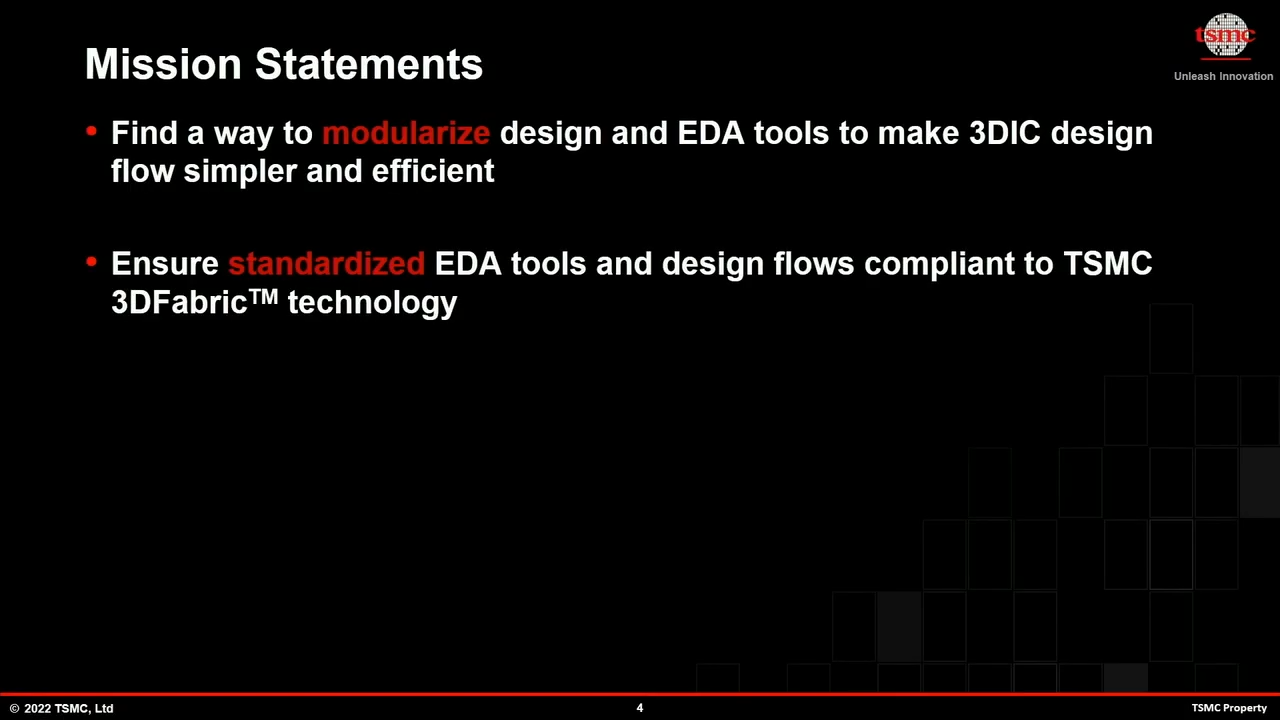 tsmc
Unleash Innovation
Mission Statements
• Find a way to modularize design and EDA tools to make 3DIC design
flow simpler and efficient
• Ensure standardized EDA tools and design flows compliant to TSMC
3DFabric™ technology
© 2022 TSMC, Ltd
4
TSMC Property